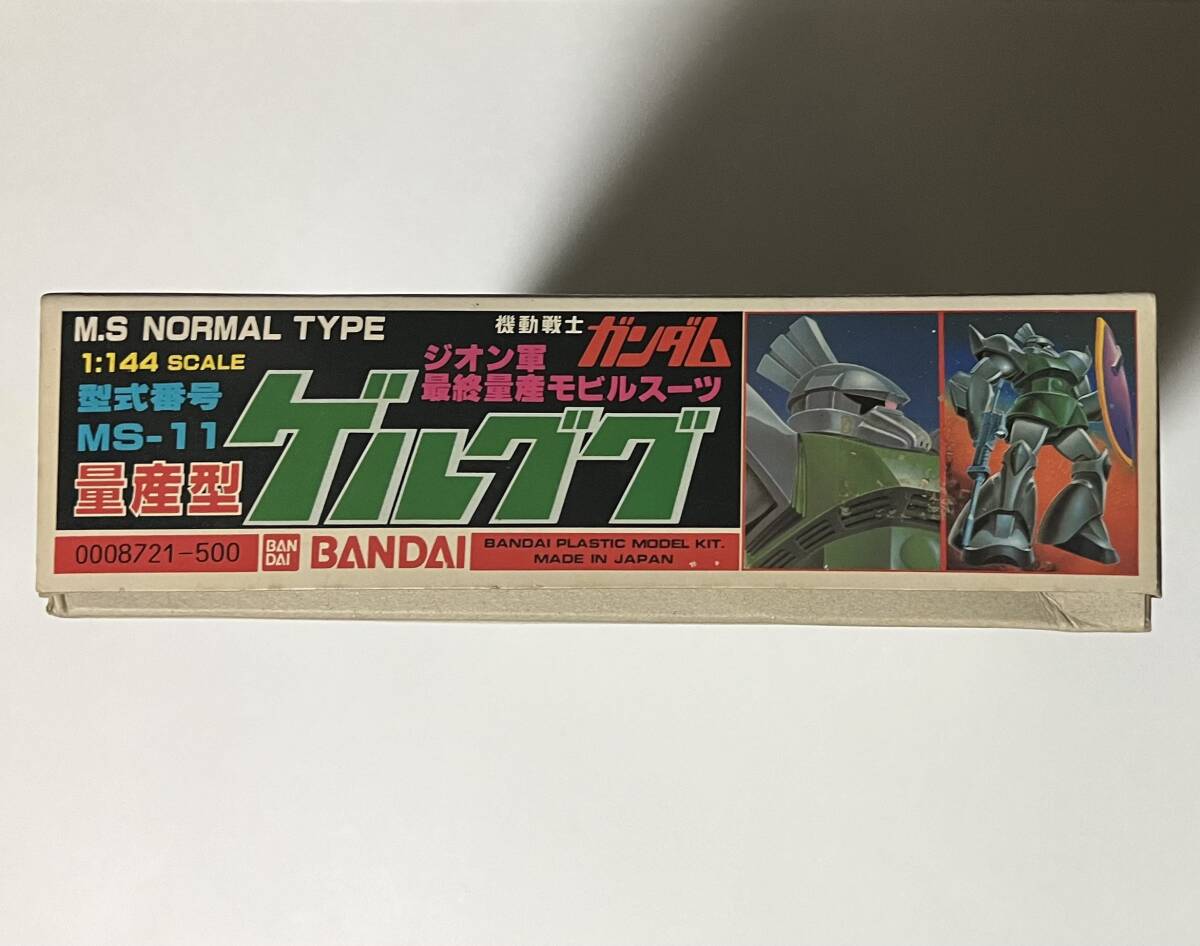 M.S NORMAL TYPE
1:144 SCALE
型式番号
MS-11
量産型
機動戦士 ガンダム
ジオン軍
最終量産モビルスーツ
ゲルググ
0008721-500
BAN
DAI
BANDAI
BANDAI PLASTIC MODEL KIT.
MADE IN JAPAN